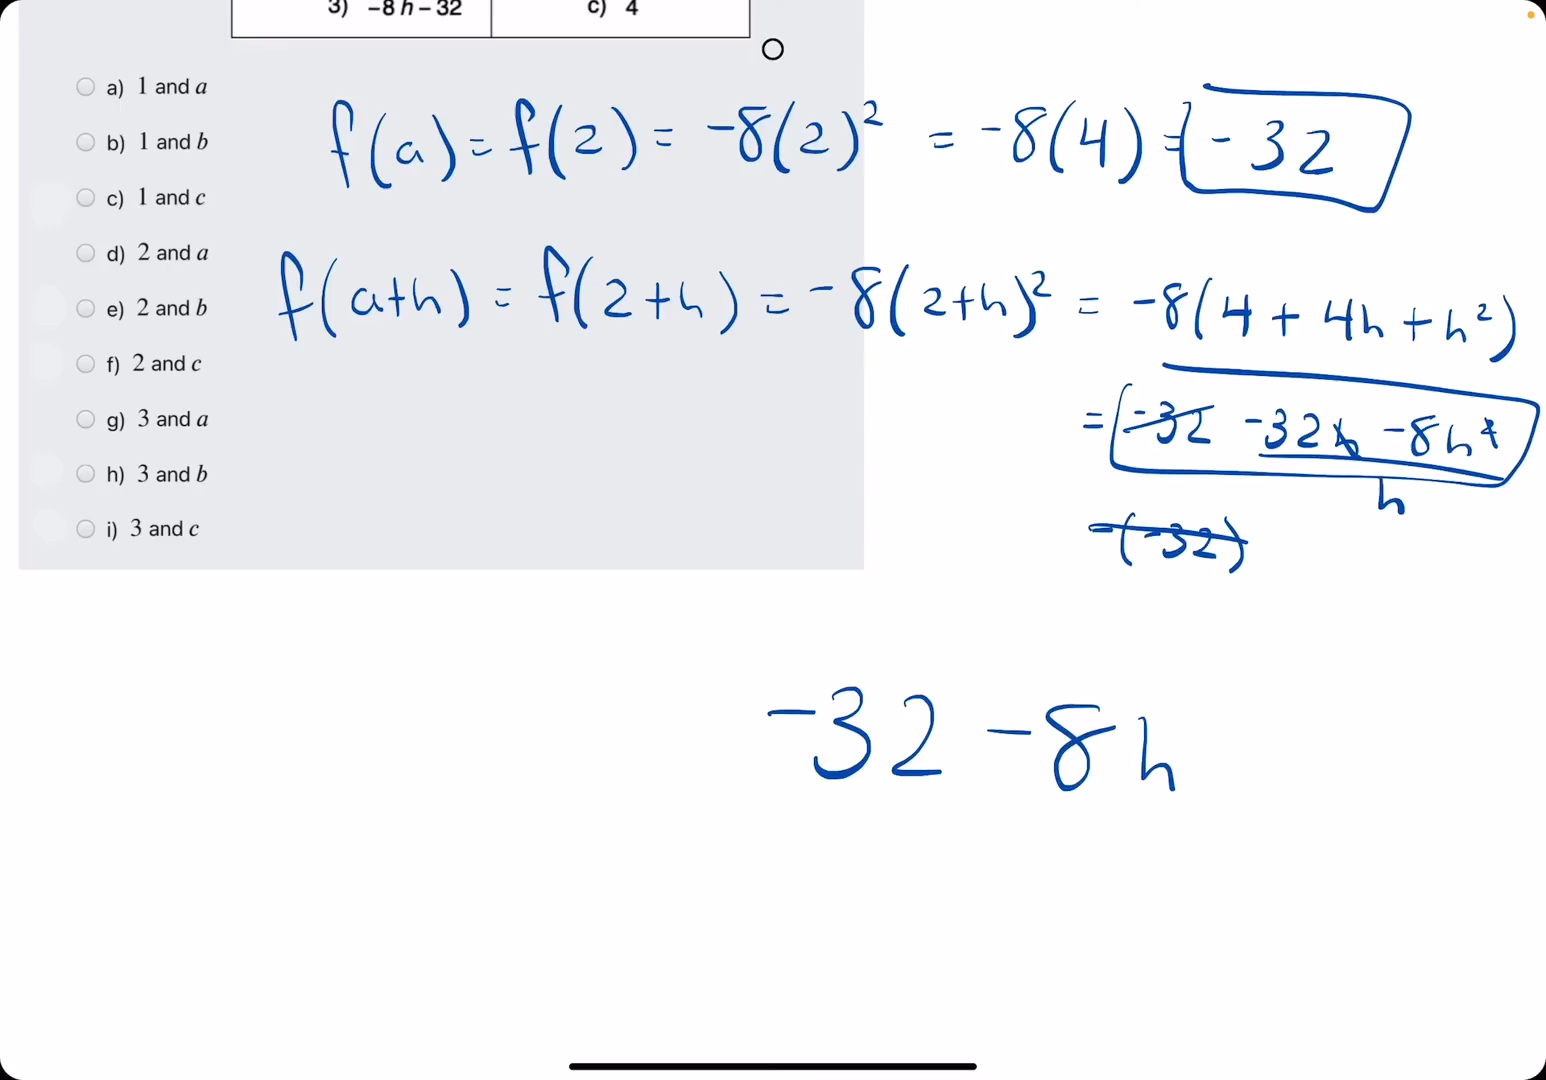 3) −8 h − 32 c) 4
a) 1 and a
b) 1 and b
c) 1 and c
d) 2 and a
e) 2 and b
f) 2 and c
g) 3 and a
h) 3 and b
i) 3 and c
f(a) = f(2) = -8(2)² = -8(4) = -32
f(a+h) = f(2+h) = -8(2+h)² = -8(4 + 4h + h²)
= -32 -32h -8h²
h
-(-32)
-32 -8h